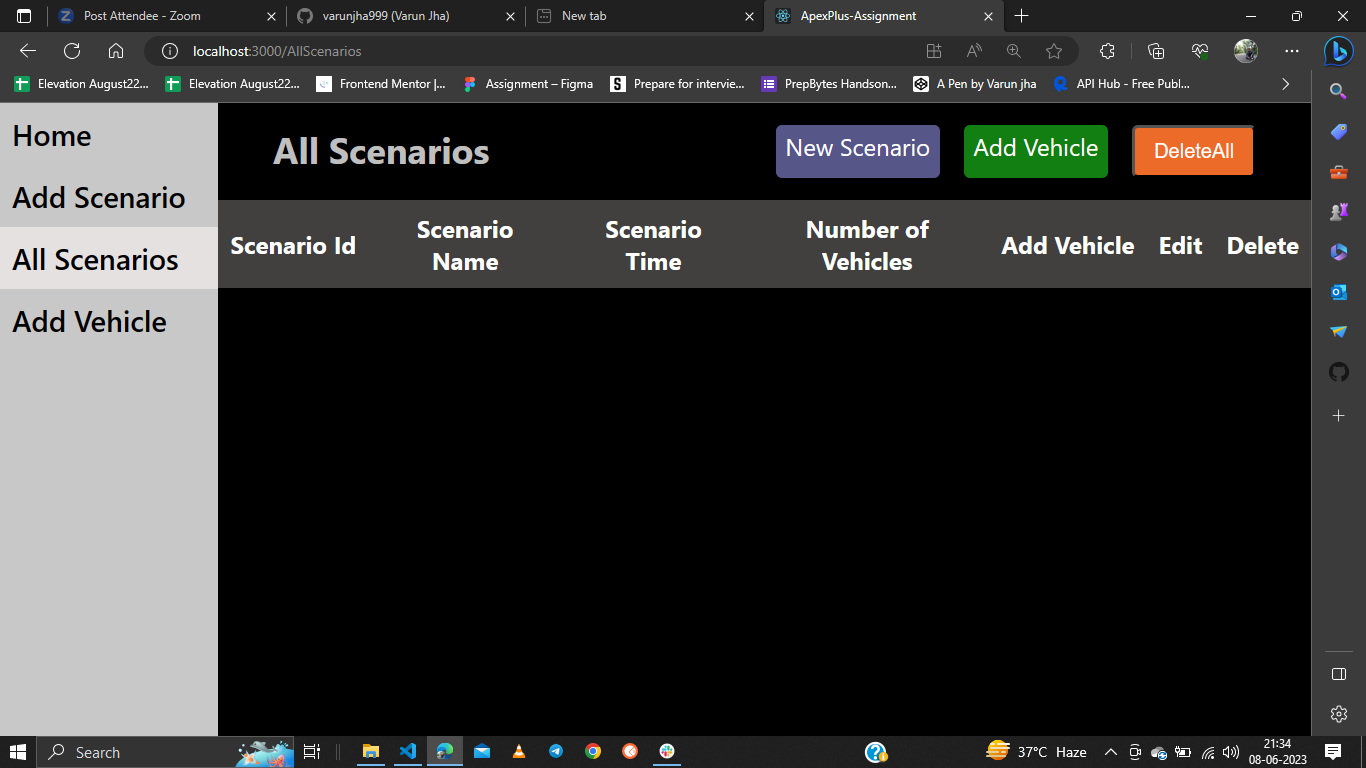 Post Attendee - Zoom
varunjha999 (Varun Jha)
New tab
ApexPlus-Assignment
localhost:3000/AllScenarios
Elevation August22...
Elevation August22...
Frontend Mentor |...
Assignment – Figma
Prepare for intervie...
PrepBytes Handson...
A Pen by Varun jha
API Hub - Free Publ...
Home
Add Scenario
All Scenarios
Add Vehicle
All Scenarios
New Scenario
Add Vehicle
DeleteAll
Scenario Id
Scenario
Name
Scenario
Time
Number of
Vehicles
Add Vehicle
Edit
Delete
Search
37°C Haze
21:34
08-06-2023